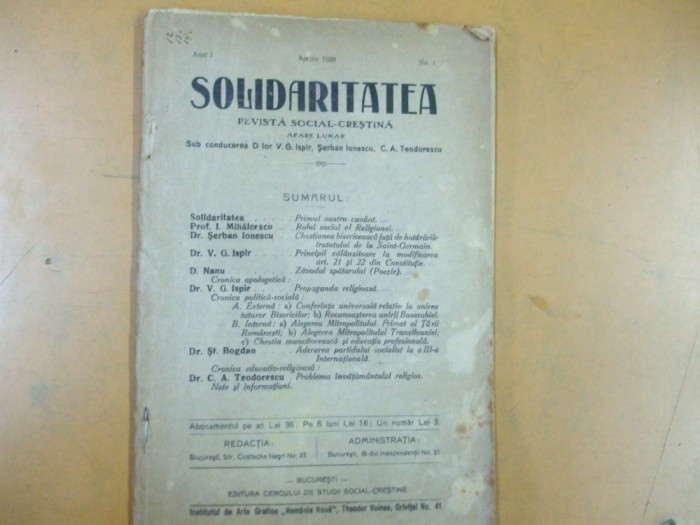 Anul I Aprilie 1920 No. 1
SOLIDARITATEA
REVISTĂ SOCIAL-CREȘTINĂ
APARE LUNAR
Sub conducerea D-lor V. G. Ispir, Șerban Ionescu, C. A. Teodorescu
SUMARUL:
Solidaritatea . . . . Primul nostru cuvânt.
Prof. I. Mihălcescu . Rolul social al Religiunei.
Dr. Șerban Ionescu . Chestiunea bisericească față de hotărârile
tratatului de la Saint-Germain.
Dr. V. G. Ispir . . . Principii călăuzitoare la modificarea
art. 21 și 22 din Constituție.
D. Nanu . . . . Zăvodul spătarului (Poezie).
Cronica apologetică:
Dr. V. G. Ispir . . . Propaganda religioasă.
Cronica politică-socială:
A. Externă: a) Conferința universală relativ la unirea
tuturor Bisericilor; b) Recunoașterea unirii Basarabiei.
B. Internă: a) Alegerea Mitropolitului Primat al Țării
Românești; b) Alegerea Mitropolitului Transilvaniei;
c) Chestia muncitorească și educația profesională.
Dr. Șt. Bogdan . . . Aderarea partidului socialist la a III-a
Internațională.
Cronica educativ-religioasă:
Dr. C. A. Teodorescu Problema învățământului religios.
Note și informațiuni.
Abonamentul pe an Lei 36; Pe 6 luni Lei 18; Un număr Lei 3.
REDACȚIA: ADMINISTRAȚIA:
București, Str. Costache Negri No. București, B-dul Independenții No.
— BUCUREȘTI —
EDITURA CERCULUI DE STUDII SOCIAL-CREȘTINE
Institutul de Arte Grafice „România Nouă", Theodor Voinea, Griviței No. 41